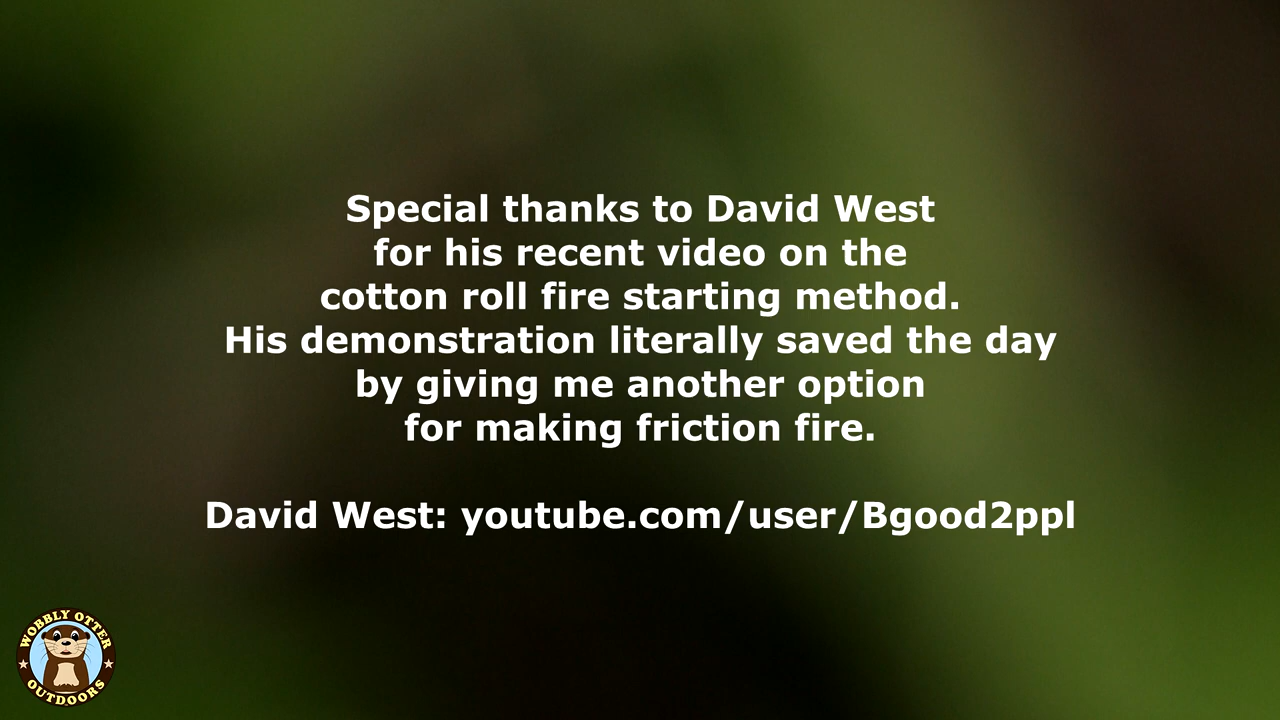 Special thanks to David West
for his recent video on the
cotton roll fire starting method.
His demonstration literally saved the day
by giving me another option
for making friction fire.
David West: youtube.com/user/Bgood2ppl
WOBBLY OTTER
OUTDOORS